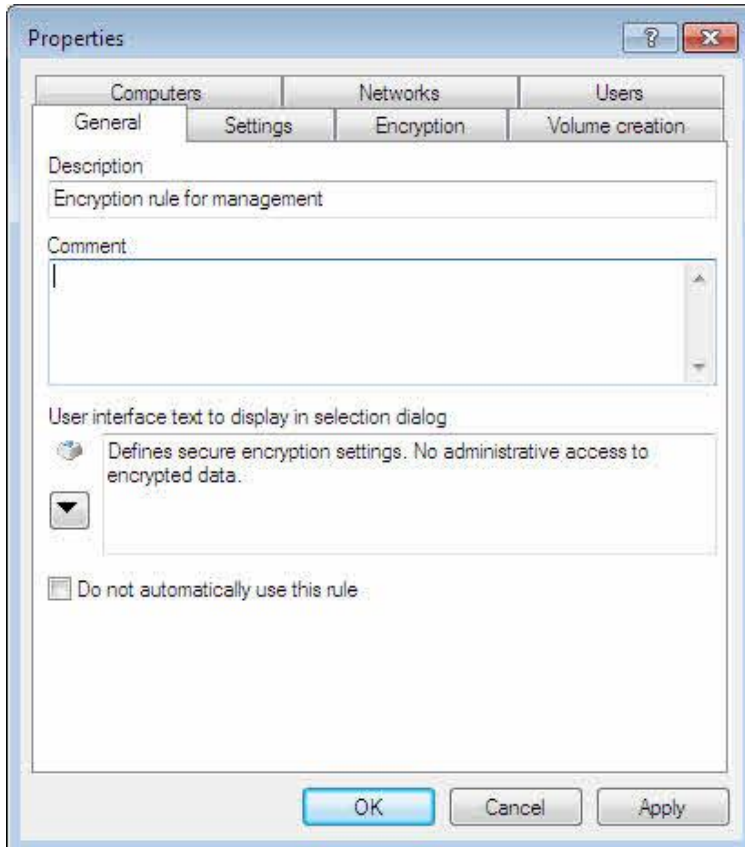 Properties
Computers Networks Users
General Settings Encryption Volume creation
Description
Encryption rule for management
Comment
User interface text to display in selection dialog
Defines secure encryption settings. No administrative access to
encrypted data.
Do not automatically use this rule
OK Cancel Apply